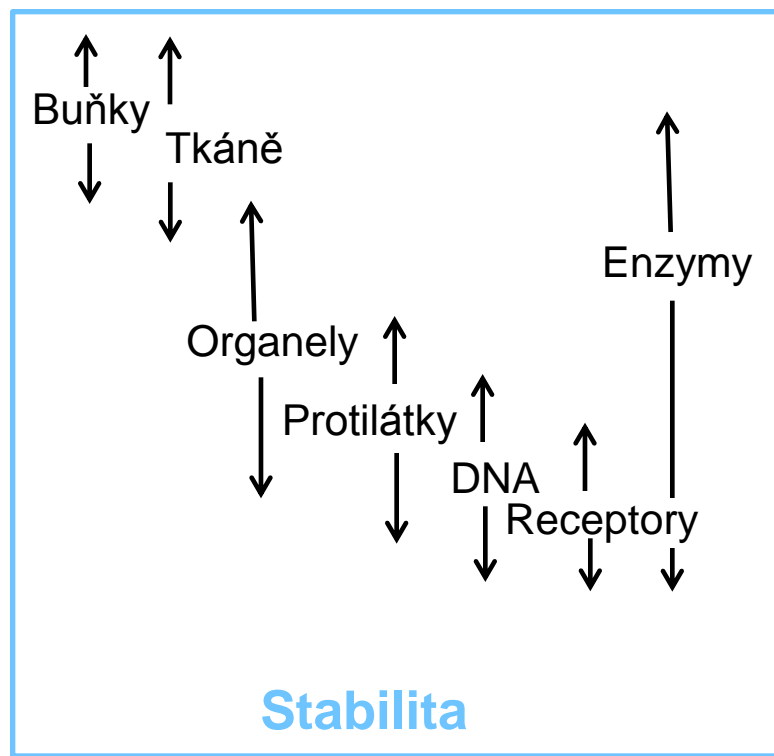 Buňky
Tkáně
Enzymy
Organely
Protilátky
DNA
Receptory
Stabilita